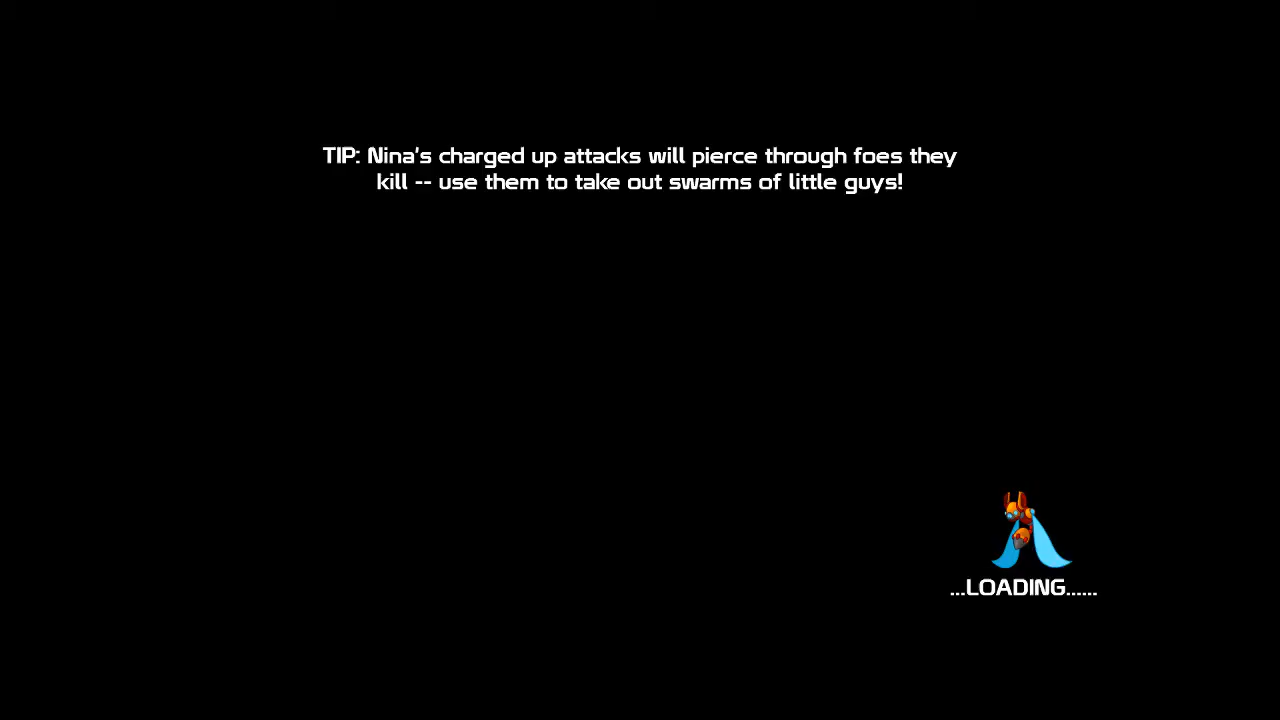 TIP: Nina's charged up attacks will pierce through foes they
kill -- use them to take out swarms of little guys!
...LOADING......